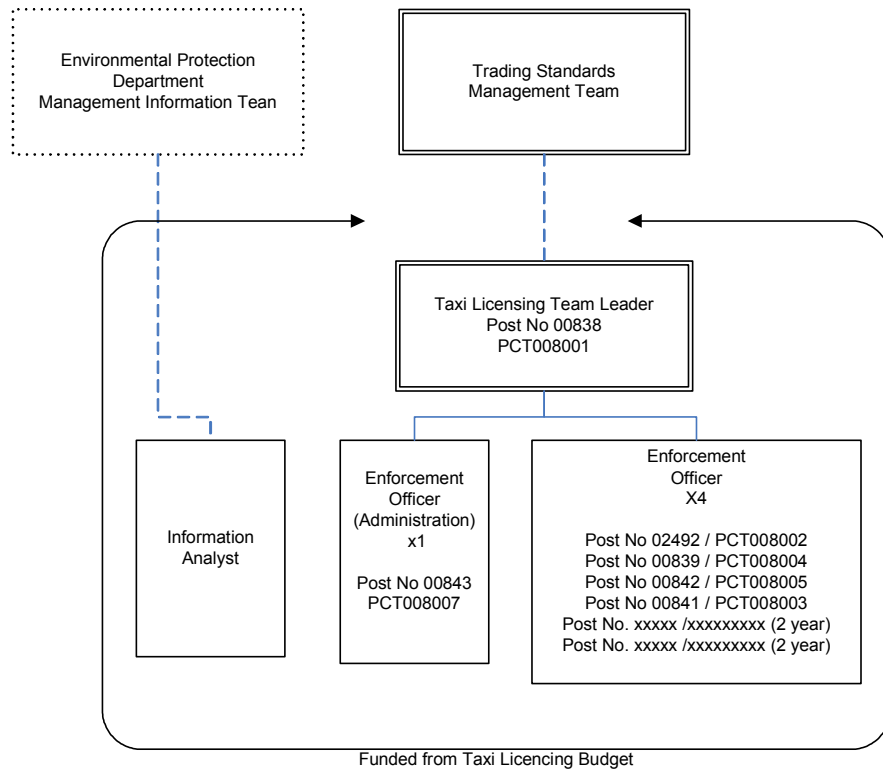 Environmental Protection
Department
Management Information Tean
Trading Standards
Management Team
Taxi Licensing Team Leader
Post No 00838
PCT008001
Information
Analyst
Enforcement
Officer
(Administration)
x1
Post No 00843
PCT008007
Enforcement
Officer
X4
Post No 02492 / PCT008002
Post No 00839 / PCT008004
Post No 00842 / PCT008005
Post No 00841 / PCT008003
Post No. xxxxx /xxxxxxxxx (2 year)
Post No. xxxxx /xxxxxxxxx (2 year)
Funded from Taxi Licencing Budget